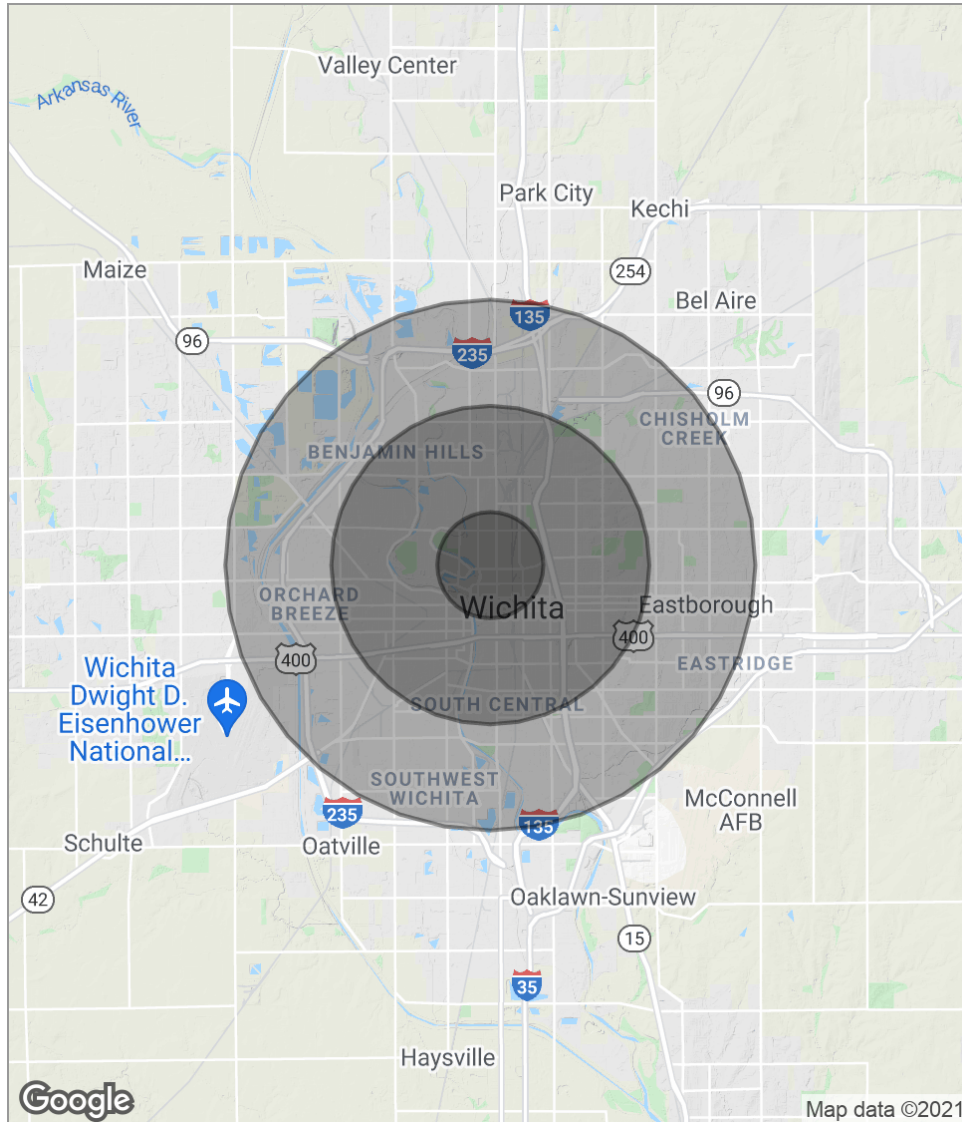 Valley Center
Arkansas River
Park City
Kechi
Maize
254
Bel Aire
135
96
235
96
CHISHOLM
CREEK
BENJAMIN HILLS
ORCHARD
BREEZE
Wichita
Eastborough
400
400
EASTRIDGE
Wichita
Dwight D.
Eisenhower
National...
SOUTH CENTRAL
SOUTHWEST
WICHITA
McConnell
AFB
235
135
Schulte
Oatville
42
Oaklawn-Sunview
15
35
Haysville
Google
Map data ©2021